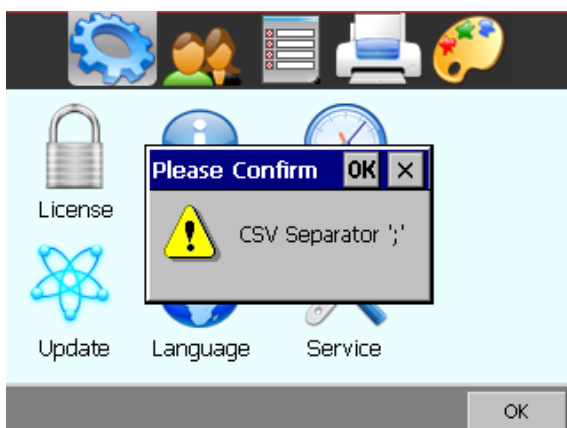 Please Confirm OK ×
License
CSV Separator ';'
Update Language Service
OK